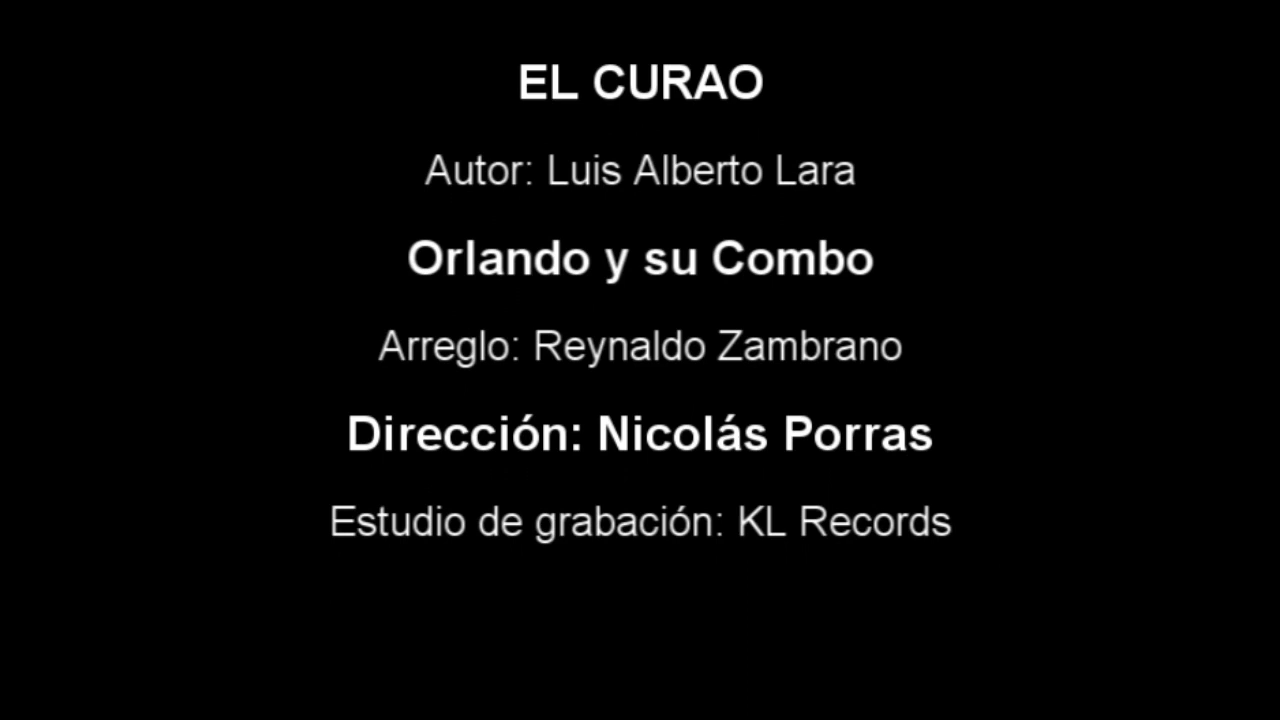 EL CURAO
Autor: Luis Alberto Lara
Orlando y su Combo
Arreglo: Reynaldo Zambrano
Dirección: Nicolás Porras
Estudio de grabación: KL Records